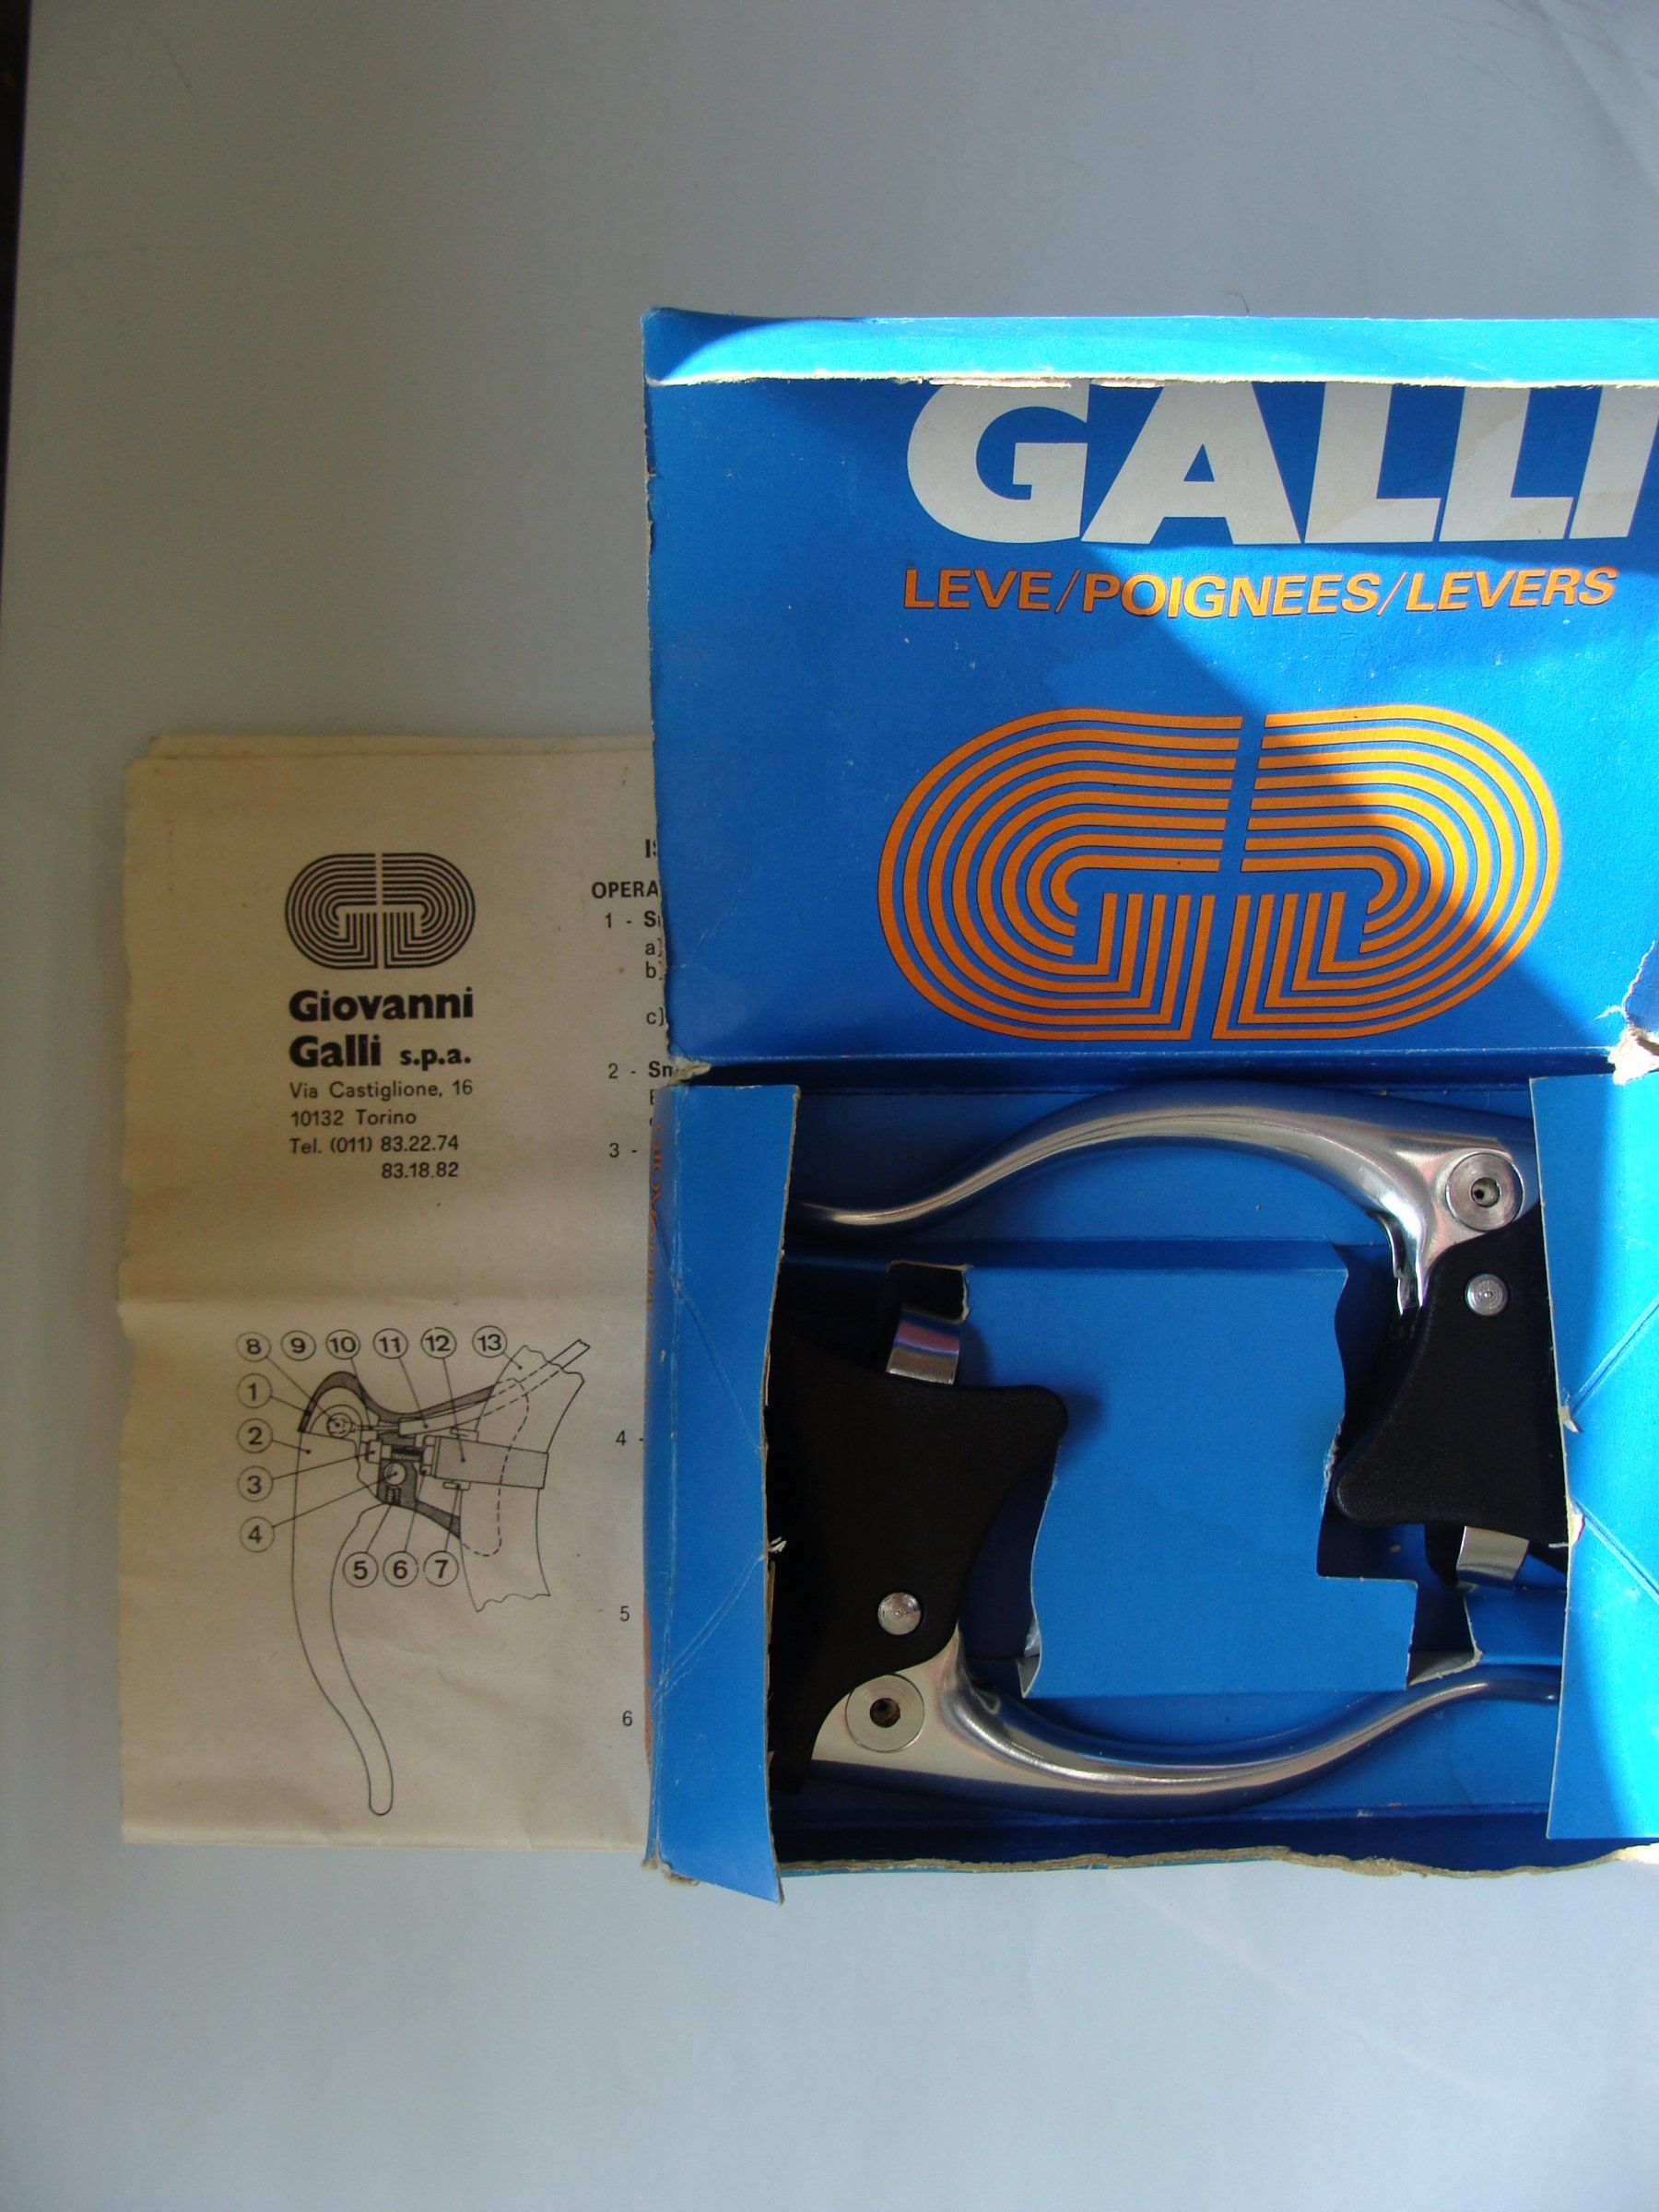 GALLI
LEVE/POIGNEES/LEVERS
Giovanni
Galli s.p.a.
Via Castiglione, 16
10132 Torino
Tel. (011) 83.22.74
83.18.82
OPERA
1 -
a)
b)
c)
2 - Sm
3 -
4 -
5
6
8 9 10 11 12 13
1
2
3
4
5 6 7